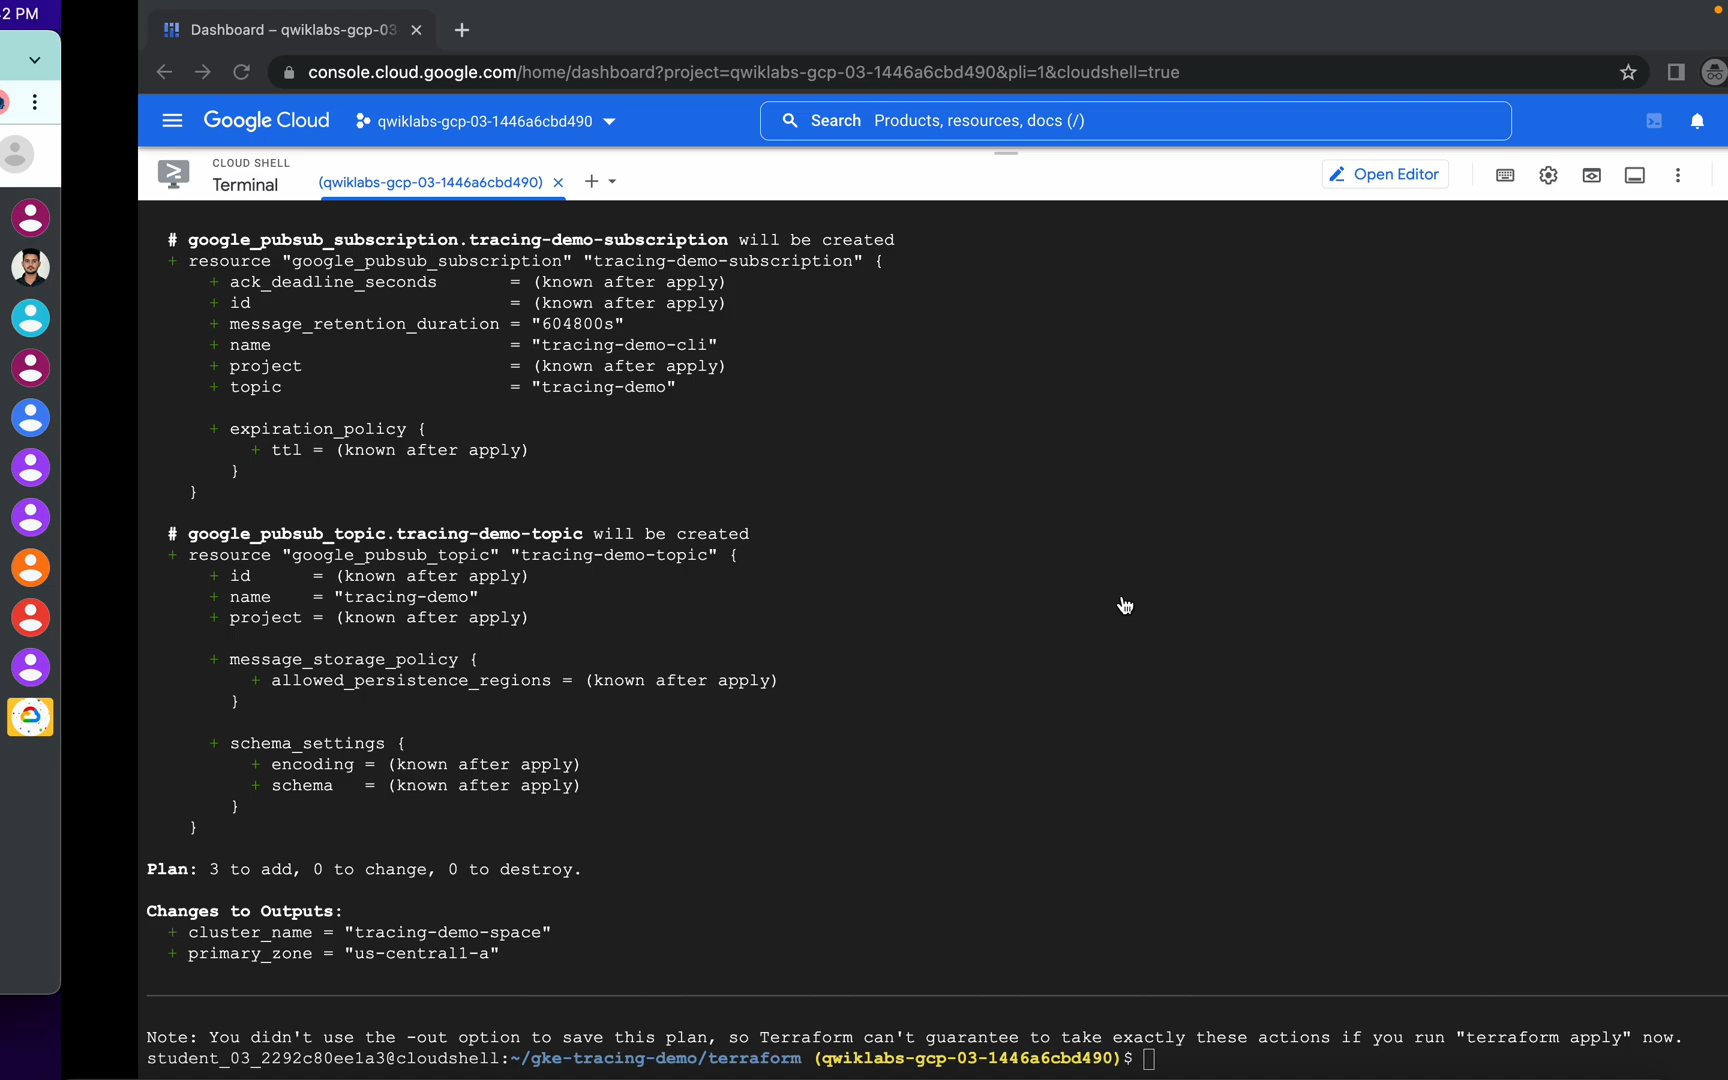 2 PM
Dashboard – qwiklabs-gcp-03
console.cloud.google.com/home/dashboard?project=qwiklabs-gcp-03-1446a6cbd490&pli=1&cloudshell=true
Google Cloud
qwiklabs-gcp-03-1446a6cbd490
Search Products, resources, docs (/)
CLOUD SHELL
Terminal
(qwiklabs-gcp-03-1446a6cbd490)
Open Editor
# google_pubsub_subscription.tracing-demo-subscription will be created
+ resource "google_pubsub_subscription" "tracing-demo-subscription" {
+ ack_deadline_seconds = (known after apply)
+ id = (known after apply)
+ message_retention_duration = "604800s"
+ name = "tracing-demo-cli"
+ project = (known after apply)
+ topic = "tracing-demo"
+ expiration_policy {
+ ttl = (known after apply)
}
}
# google_pubsub_topic.tracing-demo-topic will be created
+ resource "google_pubsub_topic" "tracing-demo-topic" {
+ id = (known after apply)
+ name = "tracing-demo"
+ project = (known after apply)
+ message_storage_policy {
+ allowed_persistence_regions = (known after apply)
}
+ schema_settings {
+ encoding = (known after apply)
+ schema = (known after apply)
}
}
Plan: 3 to add, 0 to change, 0 to destroy.
Changes to Outputs:
+ cluster_name = "tracing-demo-space"
+ primary_zone = "us-central1-a"
Note: You didn't use the -out option to save this plan, so Terraform can't guarantee to take exactly these actions if you run "terraform apply" now.
student_03_2292c80ee1a3@cloudshell:~/gke-tracing-demo/terraform (qwiklabs-gcp-03-1446a6cbd490)$